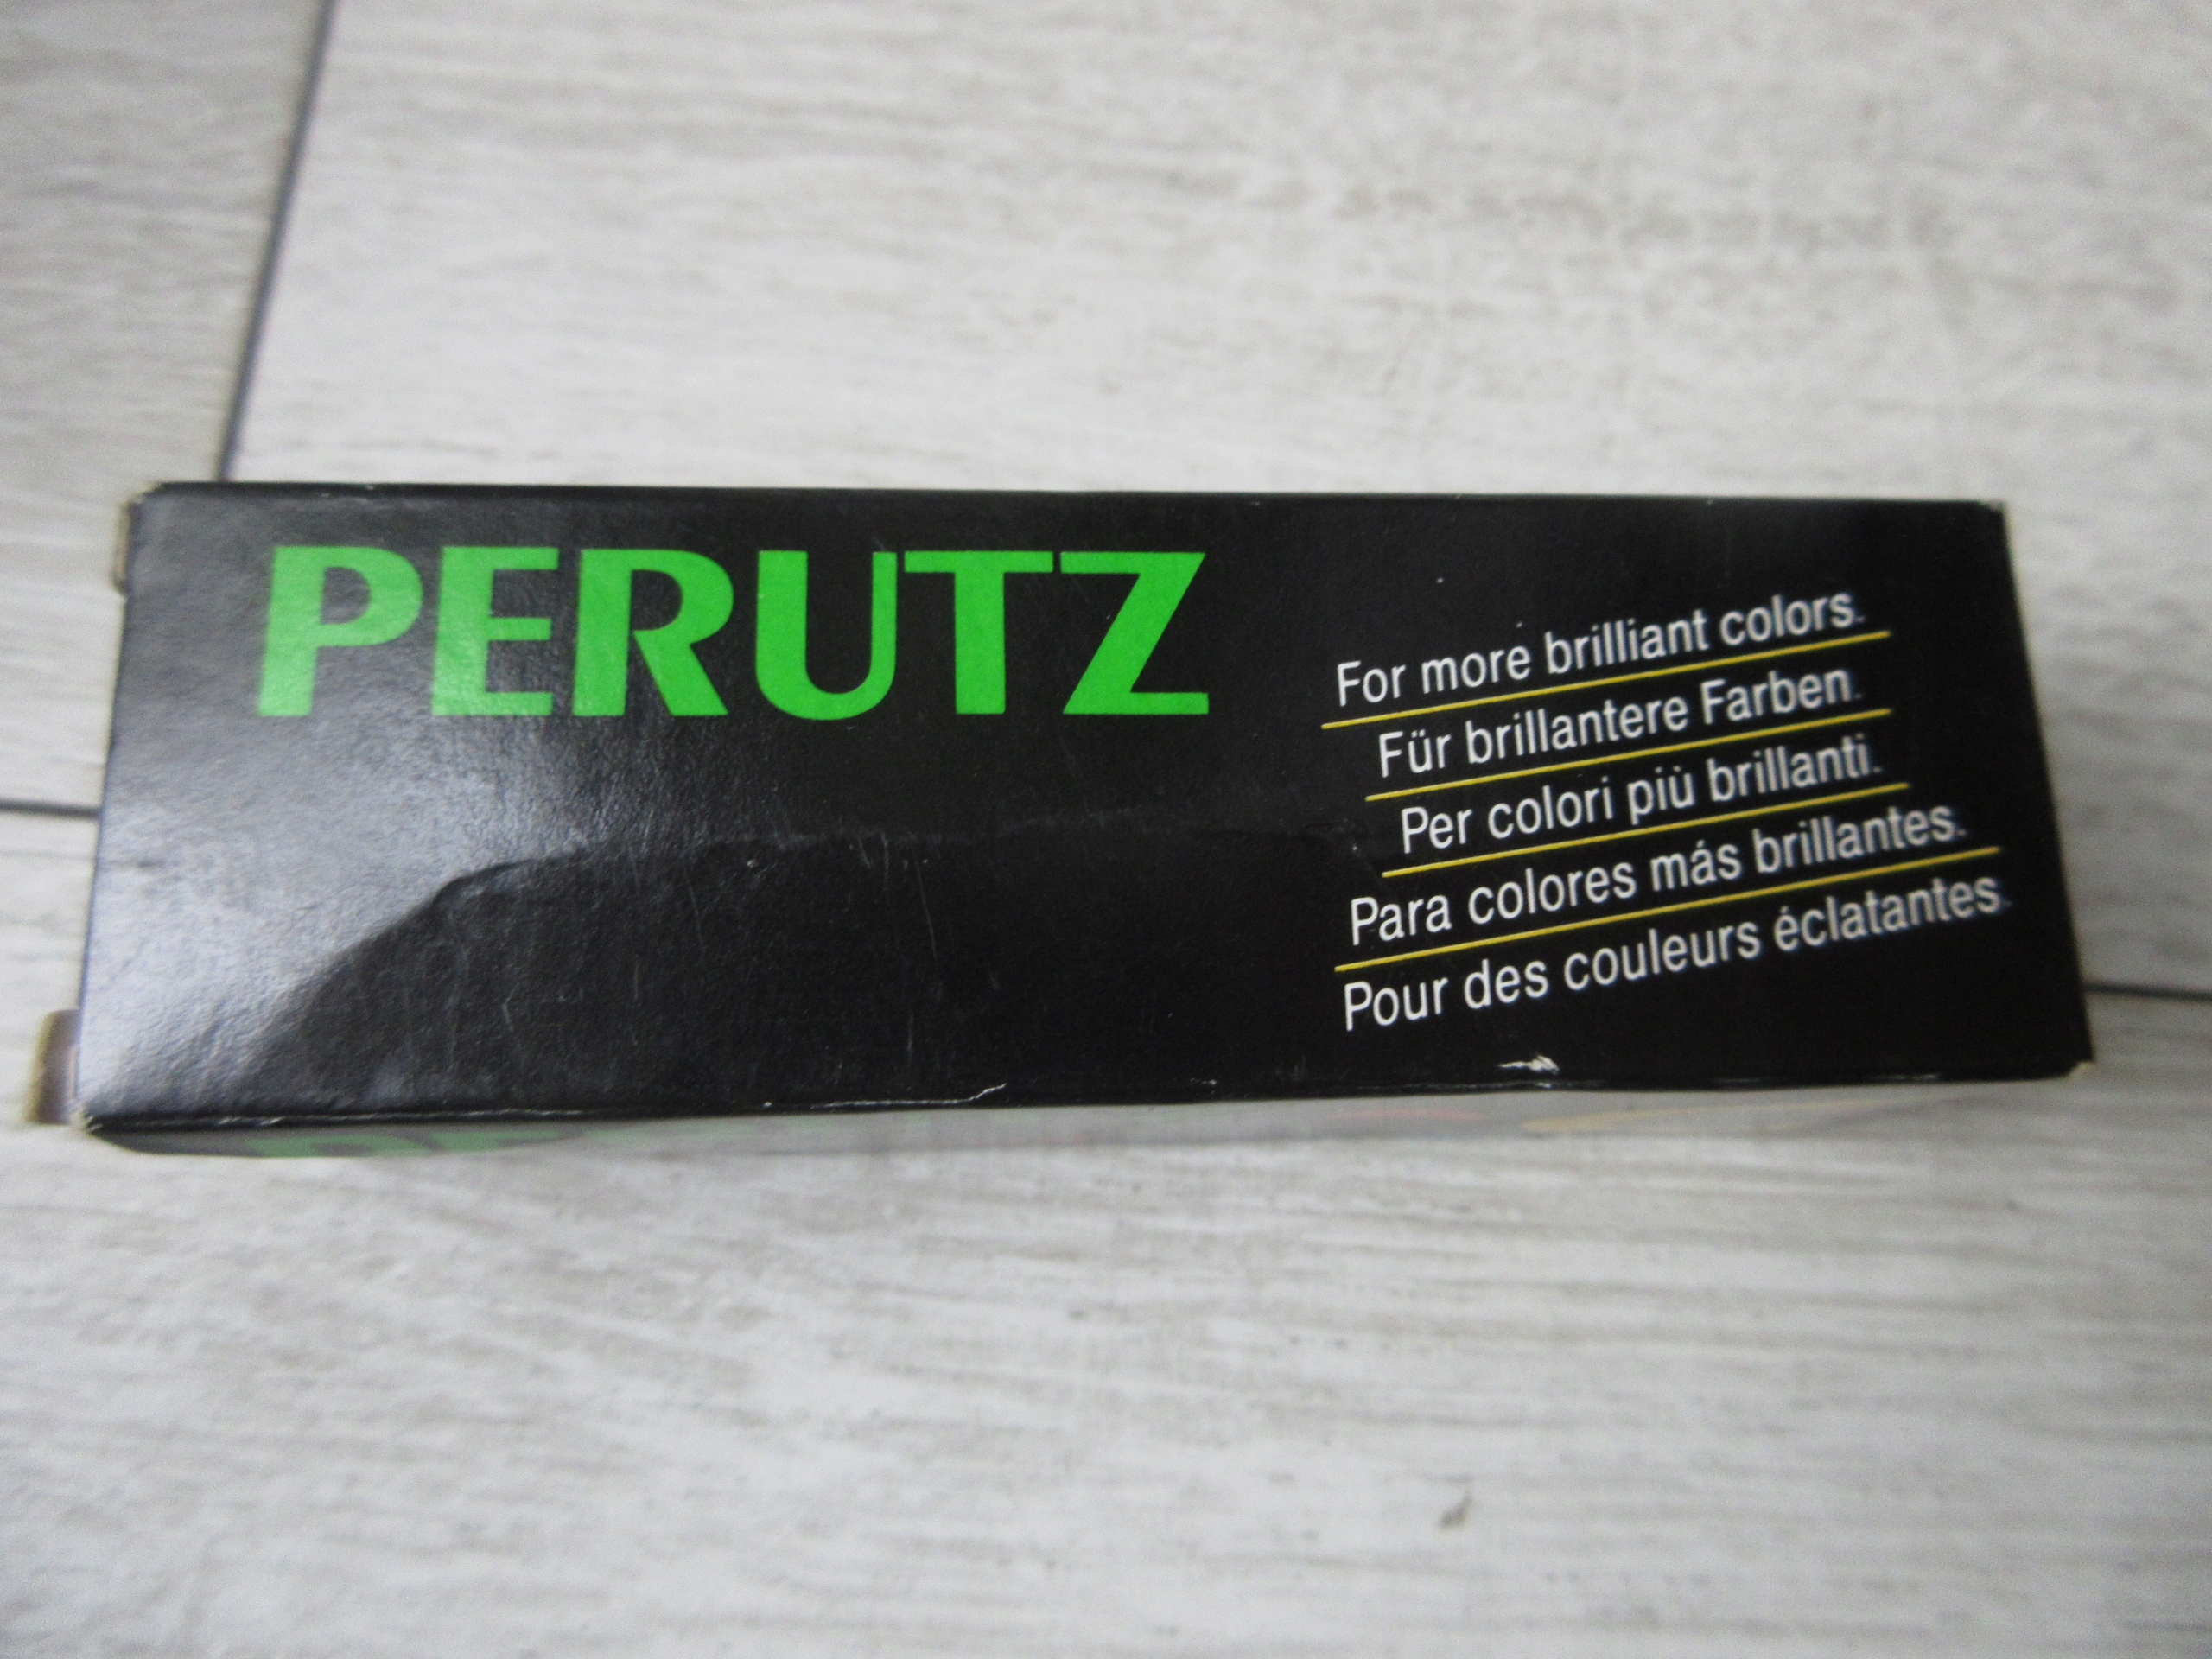 PERUTZ
For more brilliant colors.
Für brillantere Farben.
Per colori più brillanti.
Para colores más brillantes.
Pour des couleurs éclatantes.